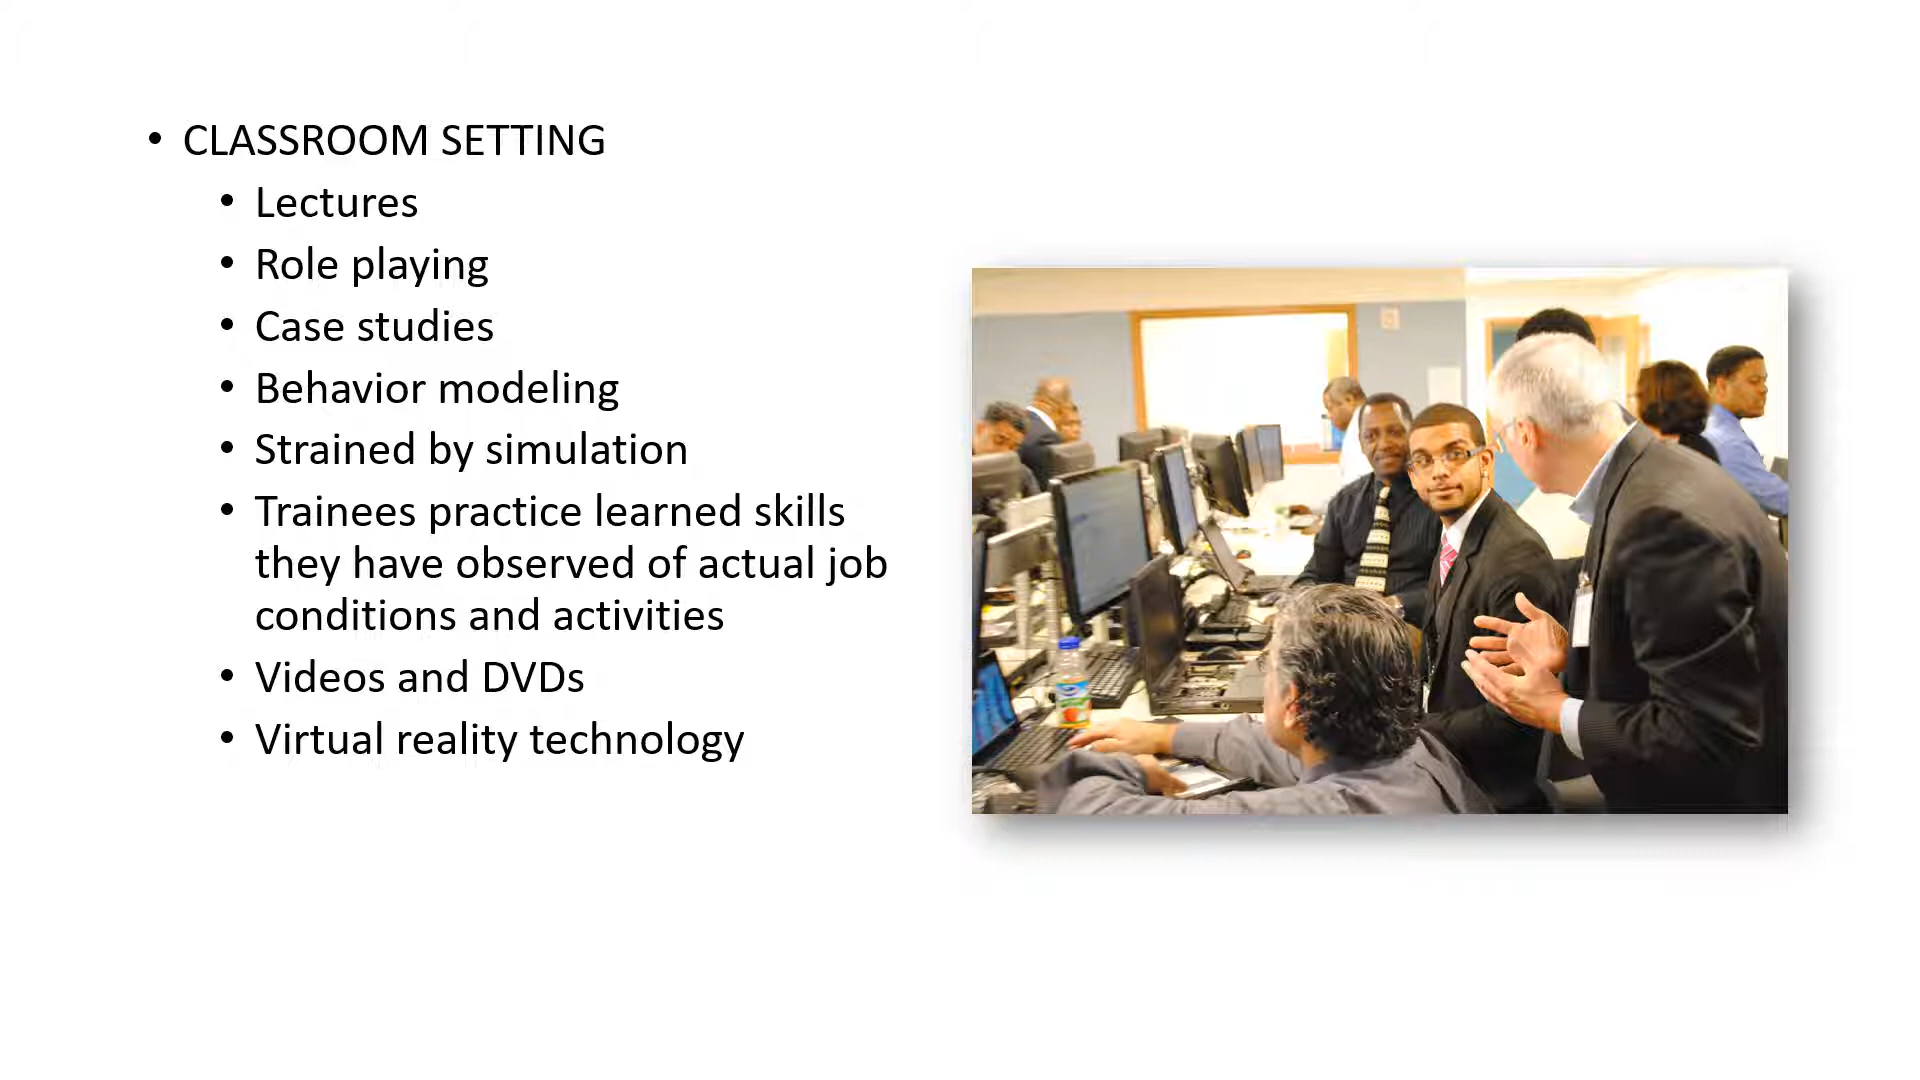 • CLASSROOM SETTING
• Lectures
• Role playing
• Case studies
• Behavior modeling
• Strained by simulation
• Trainees practice learned skills
they have observed of actual job
conditions and activities
• Videos and DVDs
• Virtual reality technology